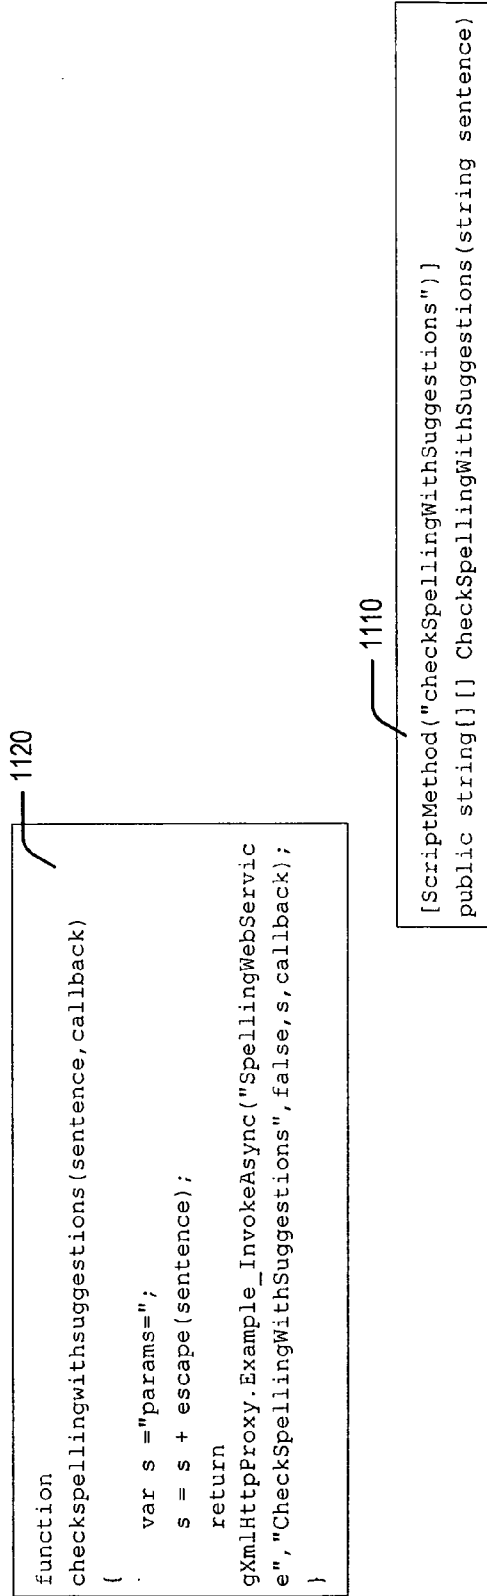 1120
function
checkspellingwithsuggestions(sentence,callback)
{
var s ="params=";
s = s + escape(sentence);
return
gXmlHttpProxy.Example_InvokeAsync("SpellingWebServic
e","CheckSpellingWithSuggestions",false,s,callback);
}
1110
[ScriptMethod("checkSpellingWithSuggestions")]
public string[][] CheckSpellingWithSuggestions(string sentence)